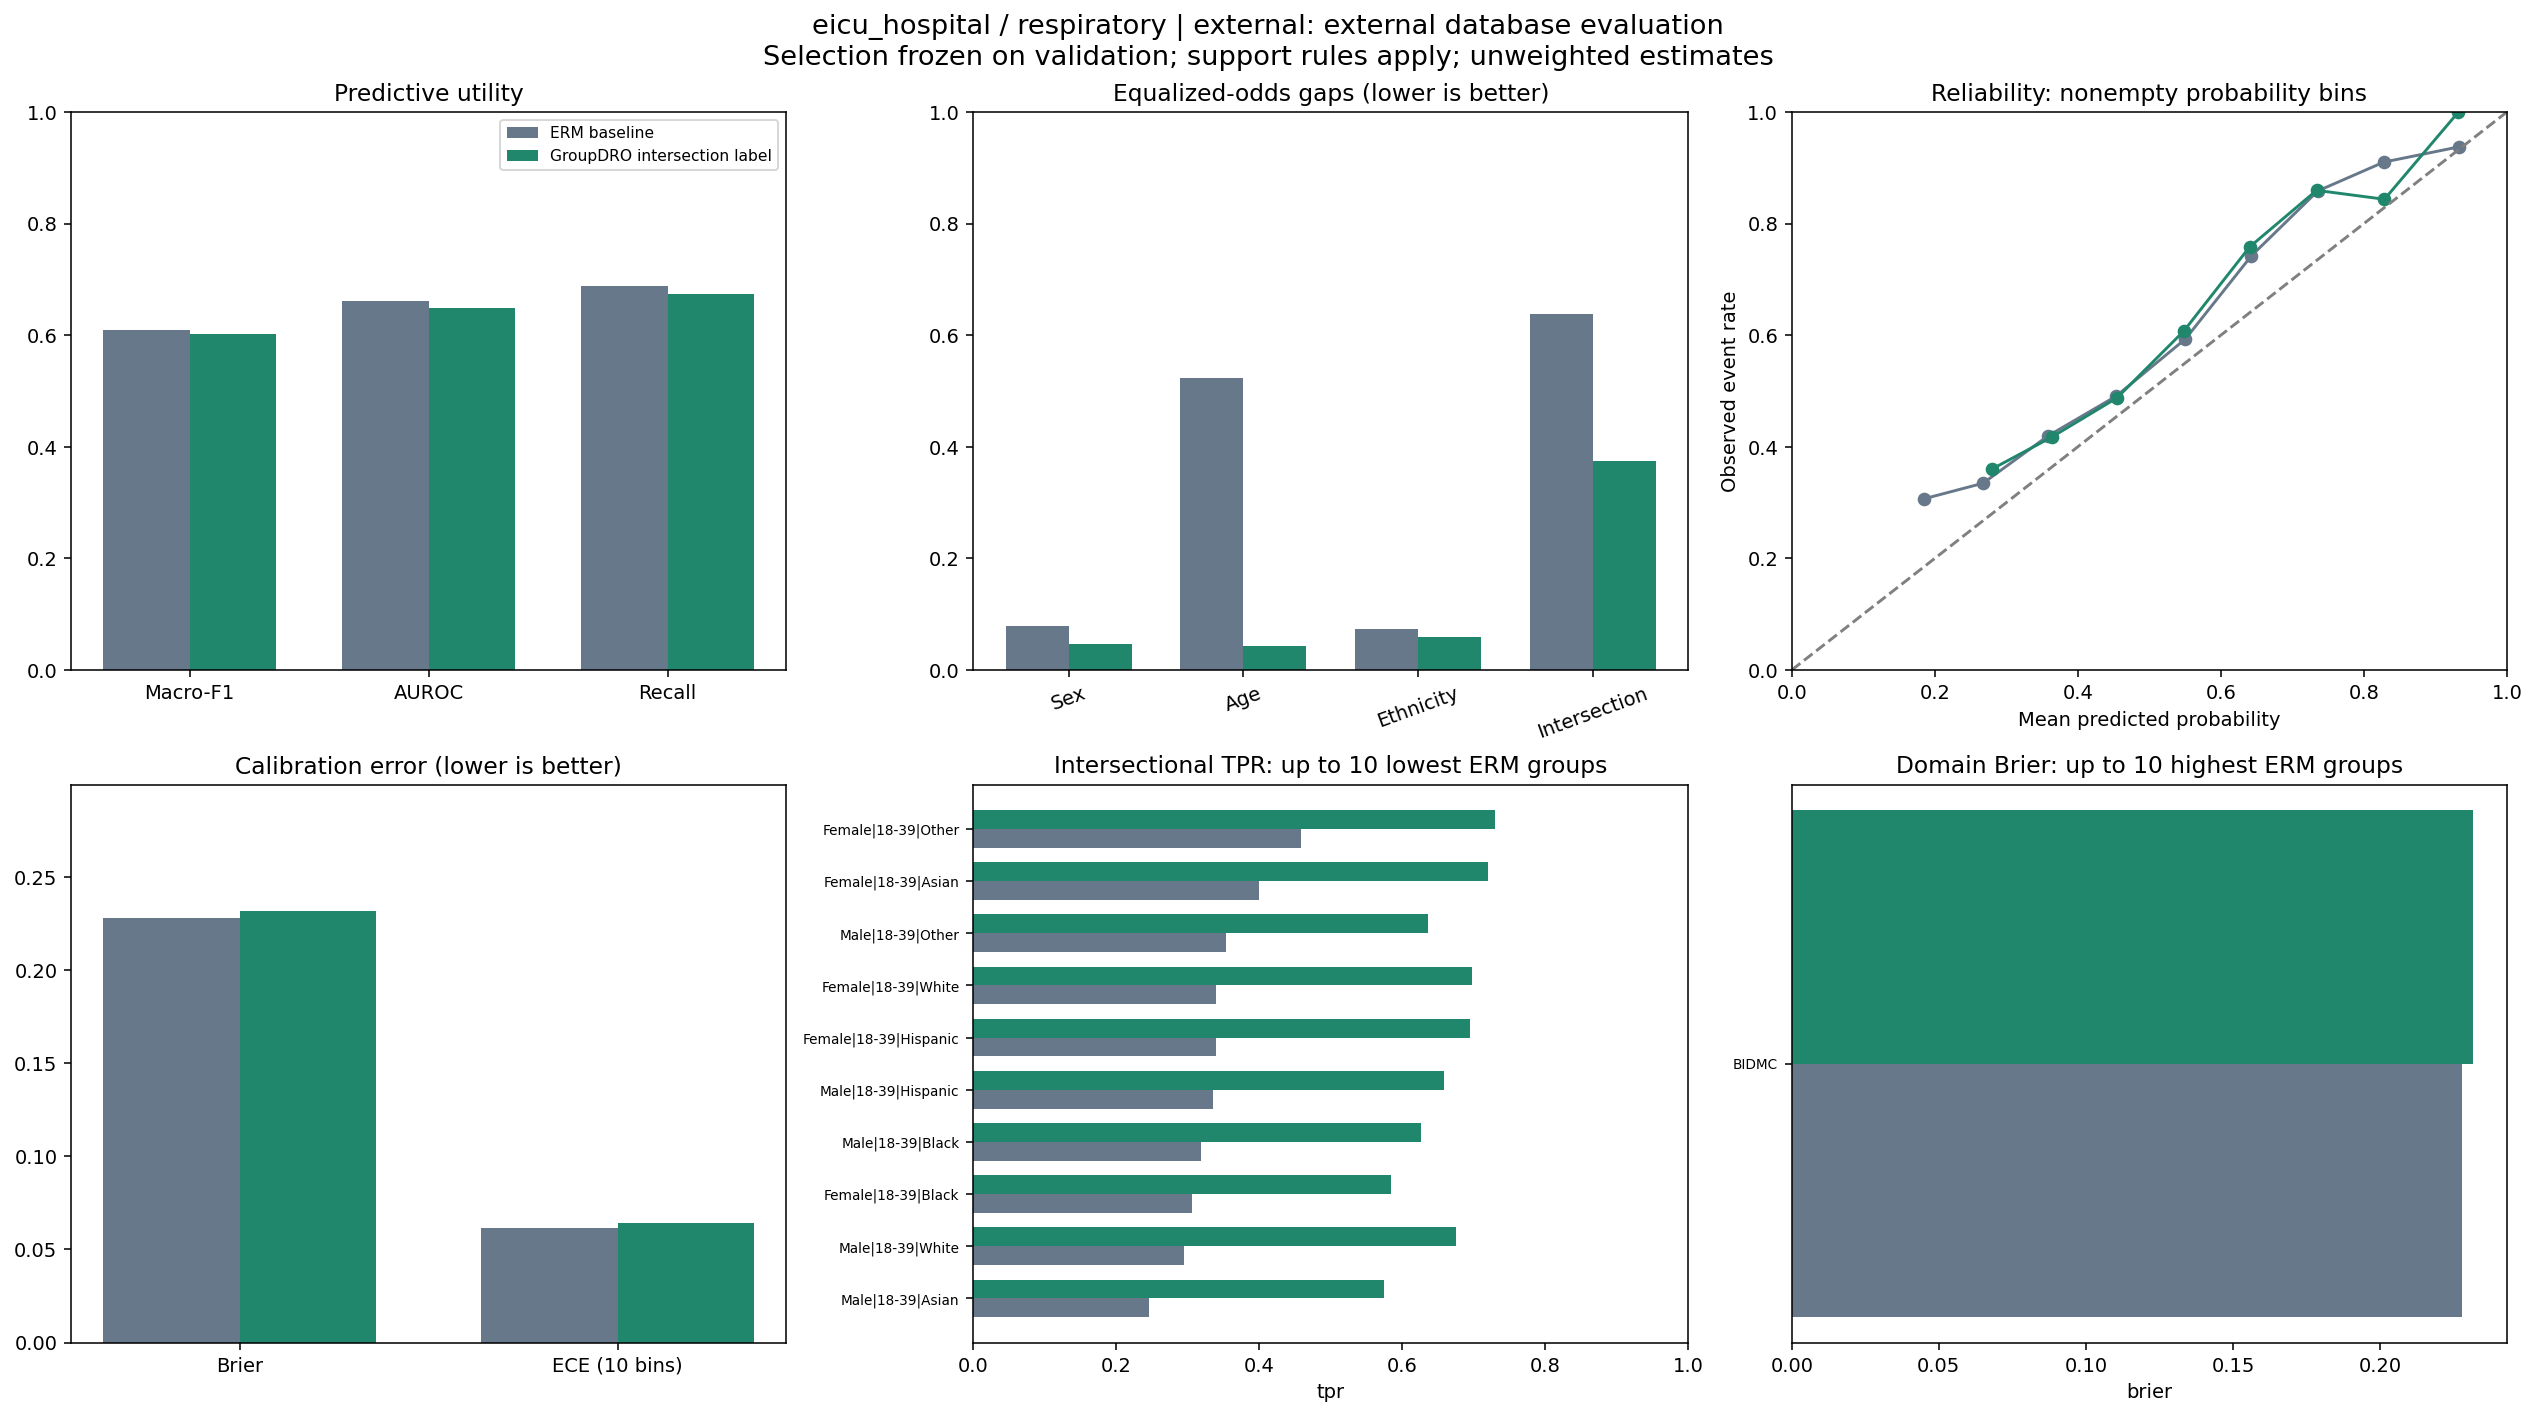 eicu_hospital / respiratory | external: external database evaluation
Selection frozen on validation; support rules apply; unweighted estimates
Predictive utility
1.0
0.8
0.6
0.4
0.2
0.0
ERM baseline
GroupDRO intersection label
Macro-F1
AUROC
Recall
Equalized-odds gaps (lower is better)
1.0
0.8
0.6
0.4
0.2
0.0
Sex
Age
Ethnicity
Intersection
Reliability: nonempty probability bins
Observed event rate
1.0
0.8
0.6
0.4
0.2
0.0
0.0
0.2
0.4
0.6
0.8
1.0
Mean predicted probability
Calibration error (lower is better)
0.25
0.20
0.15
0.10
0.05
0.00
Brier
ECE (10 bins)
Intersectional TPR: up to 10 lowest ERM groups
Female|18-39|Other
Female|18-39|Asian
Male|18-39|Other
Female|18-39|White
Female|18-39|Hispanic
Male|18-39|Hispanic
Male|18-39|Black
Female|18-39|Black
Male|18-39|White
Male|18-39|Asian
0.0
0.2
0.4
0.6
0.8
1.0
tpr
Domain Brier: up to 10 highest ERM groups
BIDMC
0.00
0.05
0.10
0.15
0.20
brier